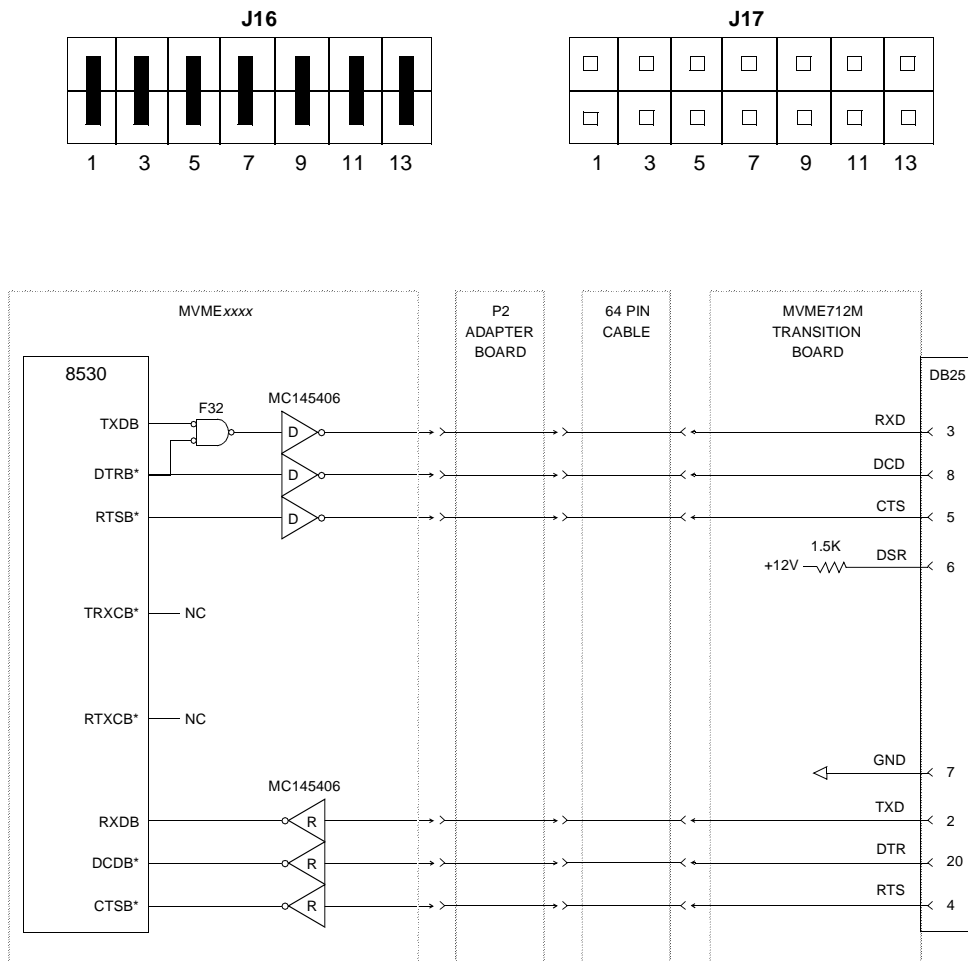 J16
J17
1 3 5 7 9 11 13
1 3 5 7 9 11 13
MVMExxxx
P2
ADAPTER
BOARD
64 PIN
CABLE
MVME712M
TRANSITION
BOARD
8530
DB25
F32
MC145406
TXDB
D
RXD
3
DTRB*
D
DCD
8
RTSB*
D
CTS
5
1.5K
+12V
DSR
6
TRXCB*
NC
RTXCB*
NC
GND
7
MC145406
RXDB
R
TXD
2
DCDB*
R
DTR
20
CTSB*
R
RTS
4